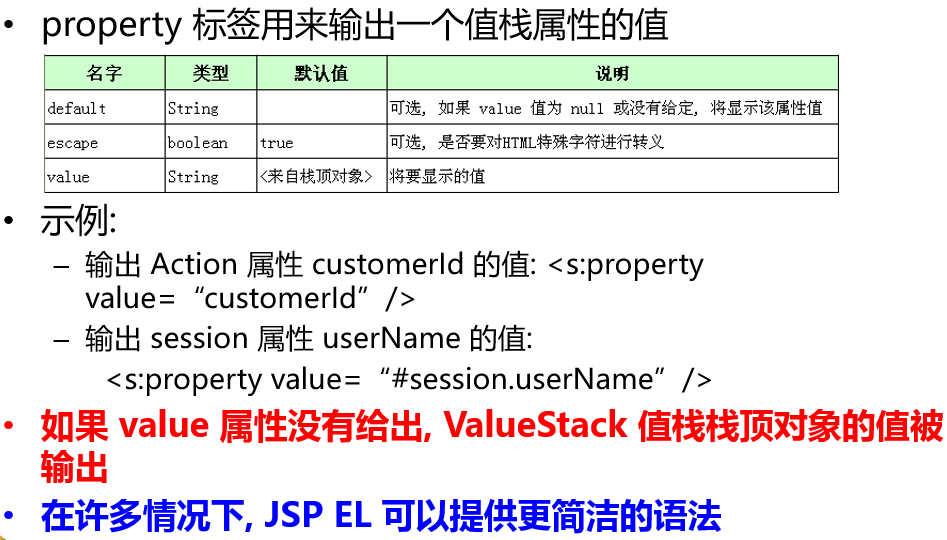 • property 标签用来输出一个值栈属性的值
名字 类型 默认值 说明
default String 可选, 如果 value 值为 null 或没有给定, 将显示该属性值
escape boolean true 可选, 是否要对HTML特殊字符进行转义
value String <来自栈顶对象> 将要显示的值
• 示例:
– 输出 Action 属性 customerId 的值: <s:property
value=“customerId”/>
– 输出 session 属性 userName 的值:
<s:property value=“#session.userName”/>
• 如果 value 属性没有给出, ValueStack 值栈栈顶对象的值被
输出
• 在许多情况下, JSP EL 可以提供更简洁的语法